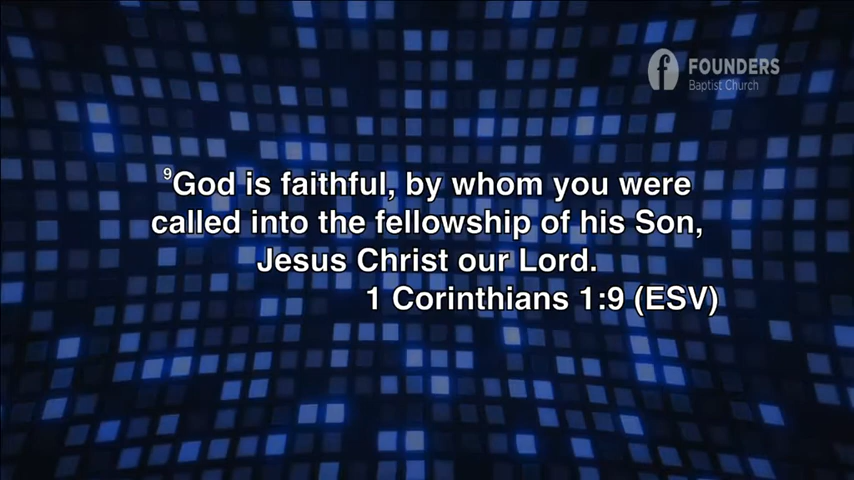 FOUNDERS
Baptist Church
⁹God is faithful, by whom you were
called into the fellowship of his Son,
Jesus Christ our Lord.
1 Corinthians 1:9 (ESV)